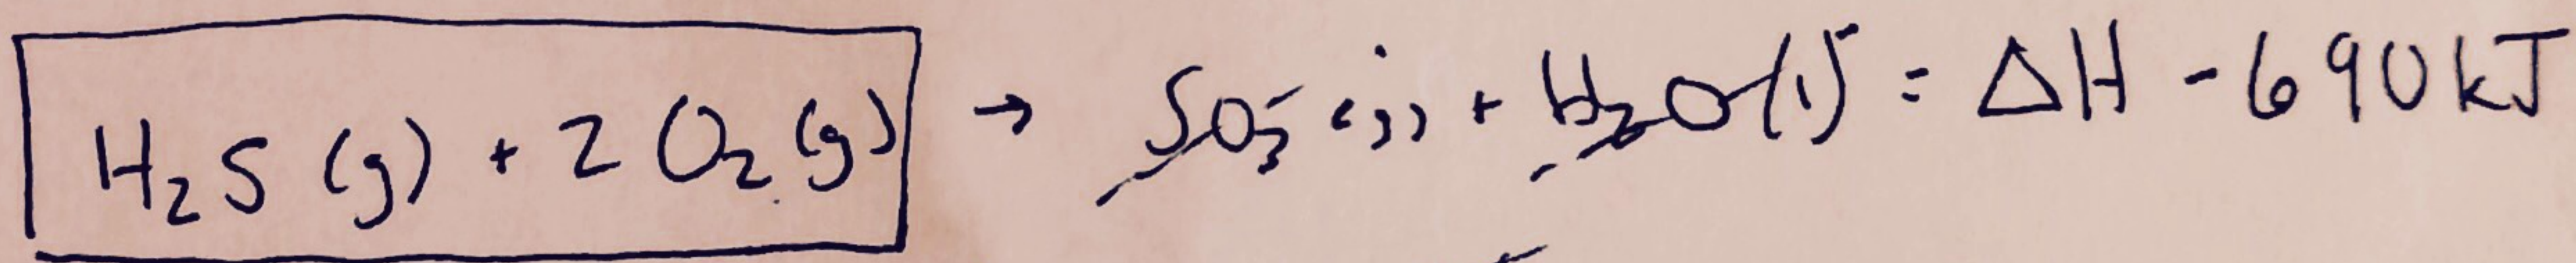 H₂S (g) + 2 O₂ (g) → SO₃ (g) + H₂O (l) = ΔH - 690 kJ